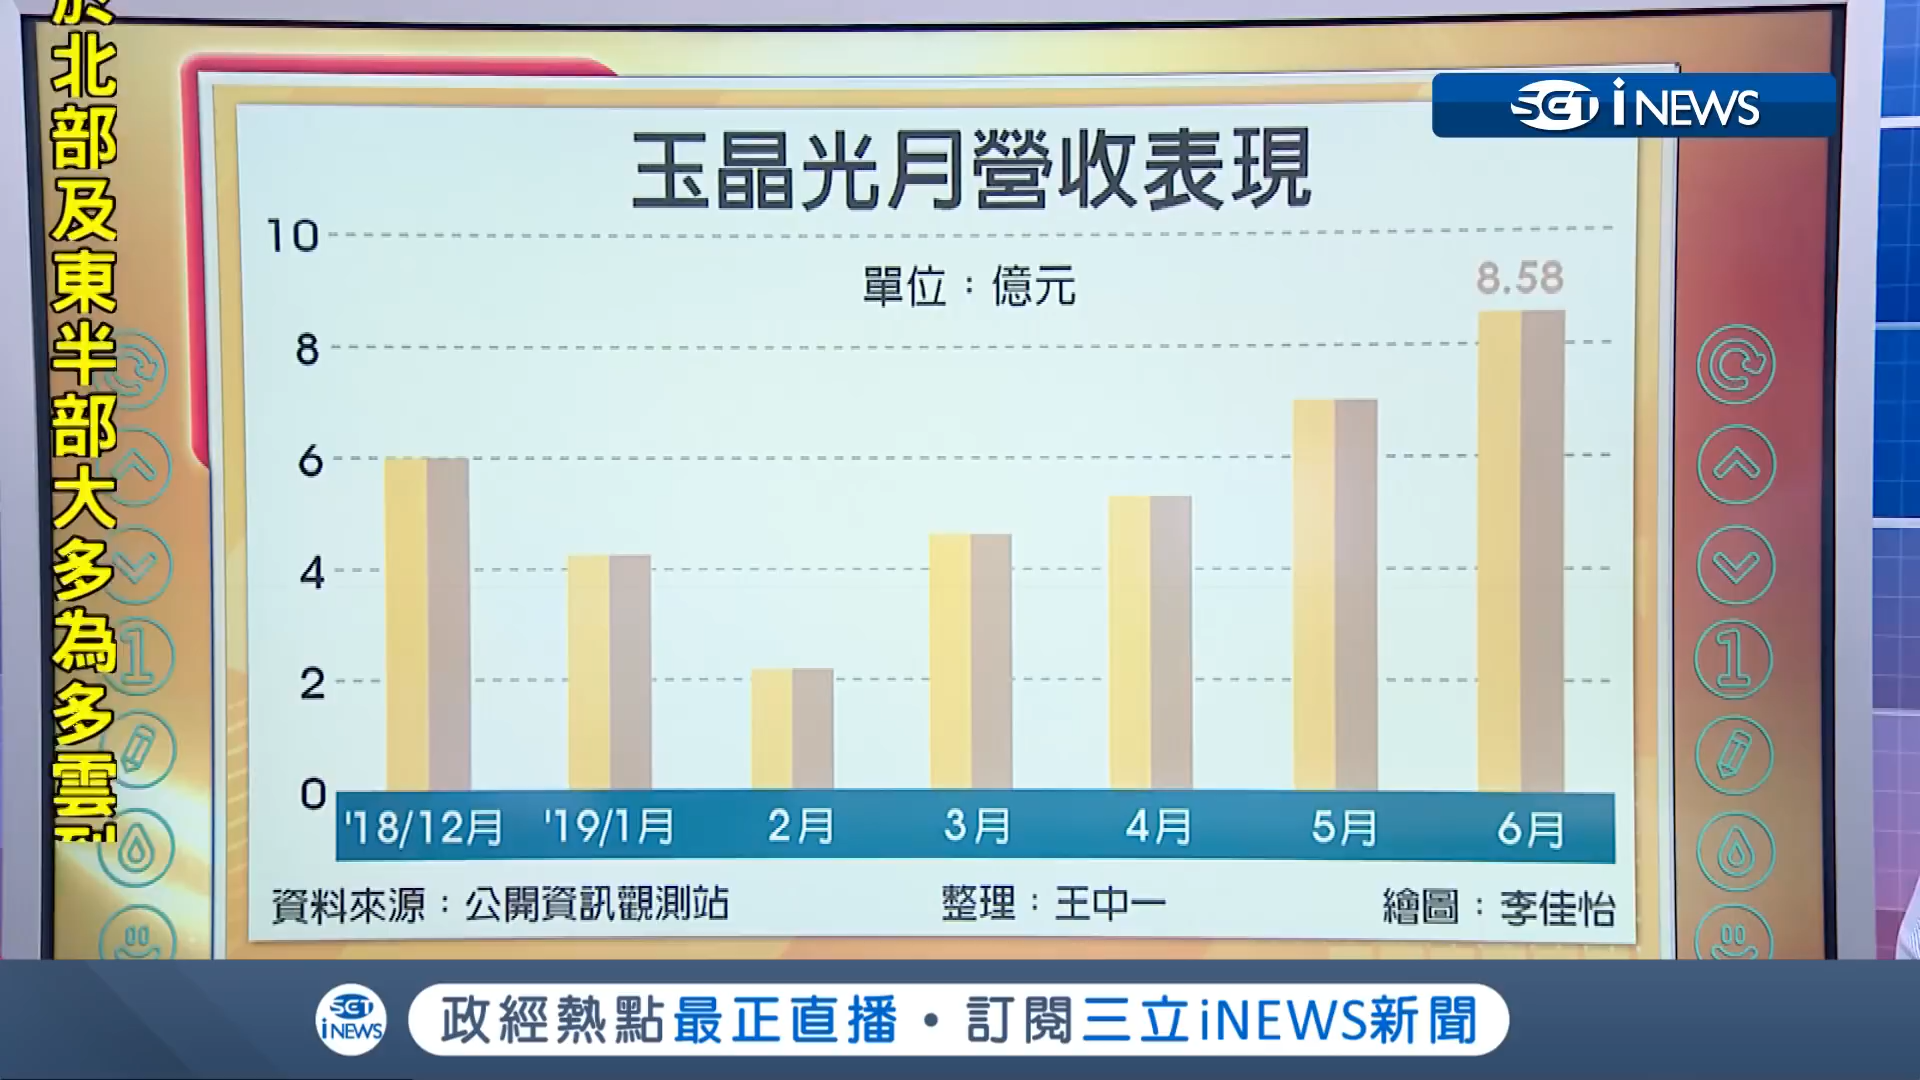 於北部及東半部大多為多雲到
SET iNEWS
玉晶光月營收表現
單位：億元
10
8
6
4
2
0
8.58
'18/12月 '19/1月 2月 3月 4月 5月 6月
資料來源：公開資訊觀測站 整理：王中一 繪圖：李佳怡
SET iNEWS 政經熱點最正直播・訂閱三立iNEWS新聞